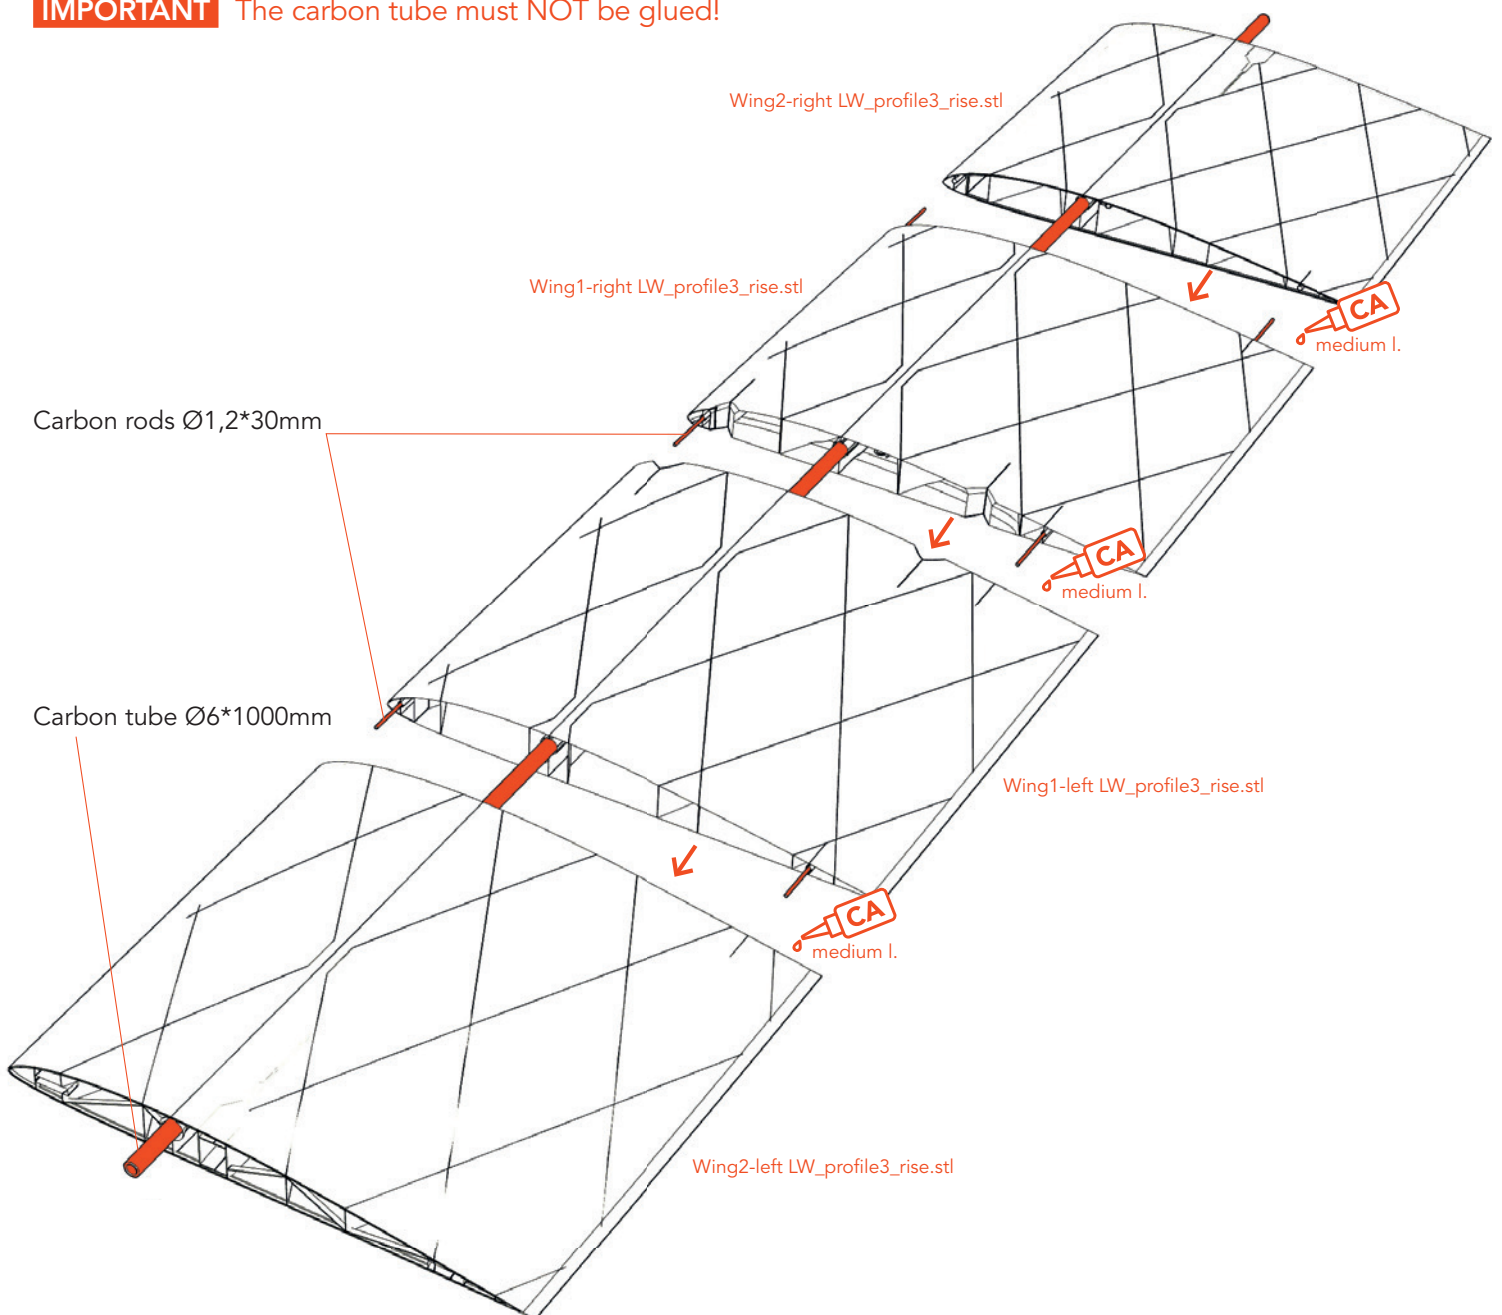 IMPORTANT The carbon tube must NOT be glued!
Wing2-right LW_profile3_rise.stl
Wing1-right LW_profile3_rise.stl
CA
medium l.
Carbon rods Ø1,2*30mm
CA
medium l.
Carbon tube Ø6*1000mm
Wing1-left LW_profile3_rise.stl
CA
medium l.
Wing2-left LW_profile3_rise.stl